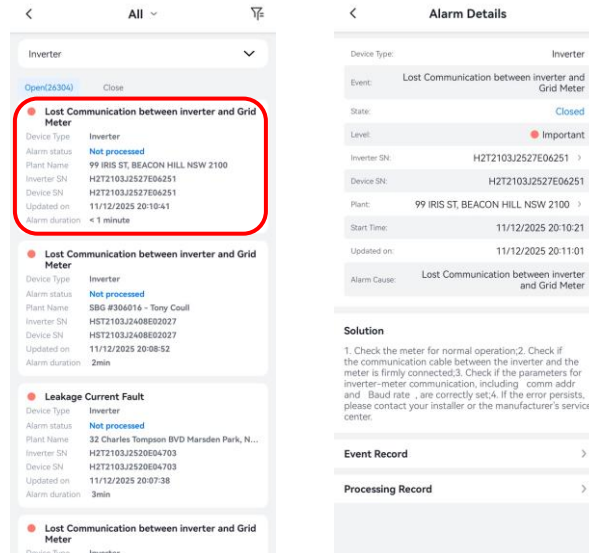 All
Inverter
Open(26304) Close
Lost Communication between inverter and Grid
Meter
Device Type Inverter
Alarm status Not processed
Plant Name 99 IRIS ST, BEACON HILL NSW 2100
Inverter SN H2T2103J2527E06251
Device SN H2T2103J2527E06251
Updated on 11/12/2025 20:10:41
Alarm duration < 1 minute
Lost Communication between inverter and Grid
Meter
Device Type Inverter
Alarm status Not processed
Plant Name SBG #306016 - Tony Coull
Inverter SN HST2103J2408E02027
Device SN HST2103J2408E02027
Updated on 11/12/2025 20:08:52
Alarm duration 2min
Leakage Current Fault
Device Type Inverter
Alarm status Not processed
Plant Name 32 Charles Tompson BVD Marsden Park, N...
Inverter SN H2T2103J2520E04703
Device SN H2T2103J2520E04703
Updated on 11/12/2025 20:07:38
Alarm duration 3min
Lost Communication between inverter and Grid
Meter
Device Type Inverter
Alarm Details
Device Type: Inverter
Event: Lost Communication between inverter and
Grid Meter
State: Closed
Level: Important
Inverter SN: H2T2103J2527E06251
Device SN: H2T2103J2527E06251
Plant: 99 IRIS ST, BEACON HILL NSW 2100
Start Time: 11/12/2025 20:10:21
Updated on: 11/12/2025 20:11:01
Alarm Cause: Lost Communication between inverter
and Grid Meter
Solution
1. Check the meter for normal operation;2. Check if
the communication cable between the inverter and the
meter is firmly connected;3. Check if the parameters for
inverter-meter communication, including comm addr
and Baud rate , are correctly set;4. If the error persists,
please contact your installer or the manufacturer's service
center.
Event Record
Processing Record